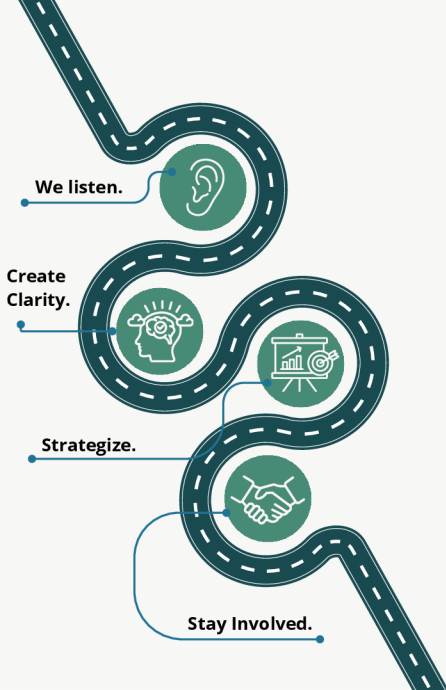 We listen.
Create
Clarity.
Strategize.
Stay Involved.